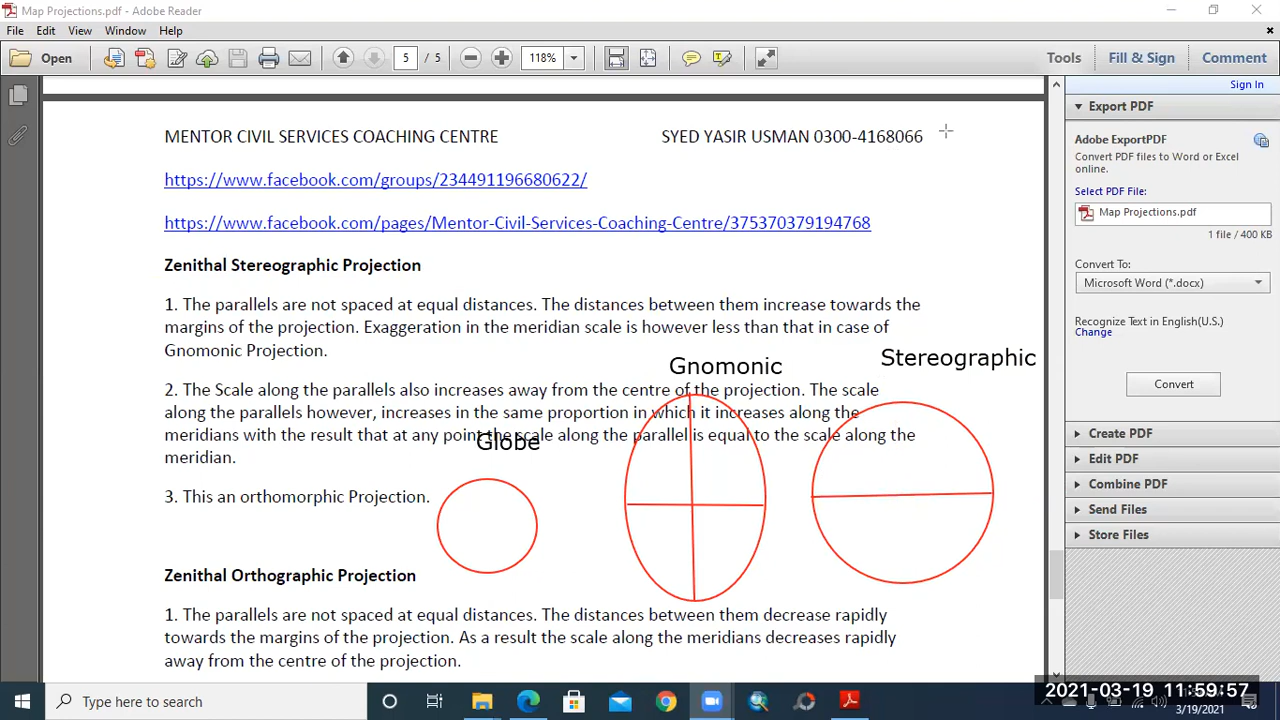 Map Projections.pdf - Adobe Reader
File Edit View Window Help
Open 5 / 5 118% Tools Fill & Sign Comment
Sign In
MENTOR CIVIL SERVICES COACHING CENTRE SYED YASIR USMAN 0300-4168066
https://www.facebook.com/groups/234491196680622/
https://www.facebook.com/pages/Mentor-Civil-Services-Coaching-Centre/375370379194768
Zenithal Stereographic Projection
1. The parallels are not spaced at equal distances. The distances between them increase towards the
margins of the projection. Exaggeration in the meridian scale is however less than that in case of
Gnomonic Projection.
Gnomonic
Stereographic
2. The Scale along the parallels also increases away from the centre of the projection. The scale
along the parallels however, increases in the same proportion in which it increases along the
meridians with the result that at any point the scale along the parallel is equal to the scale along the
meridian.
Globe
3. This an orthomorphic Projection.
Zenithal Orthographic Projection
1. The parallels are not spaced at equal distances. The distances between them decrease rapidly
towards the margins of the projection. As a result the scale along the meridians decreases rapidly
away from the centre of the projection.
Export PDF
Adobe ExportPDF
Convert PDF files to Word or Excel
online.
Select PDF File:
Map Projections.pdf
1 file / 400 KB
Convert To:
Microsoft Word (*.docx)
Recognize Text in English(U.S.)
Change
Convert
Create PDF
Edit PDF
Combine PDF
Send Files
Store Files
Type here to search
2021-03-19 11:59:57
3/19/2021